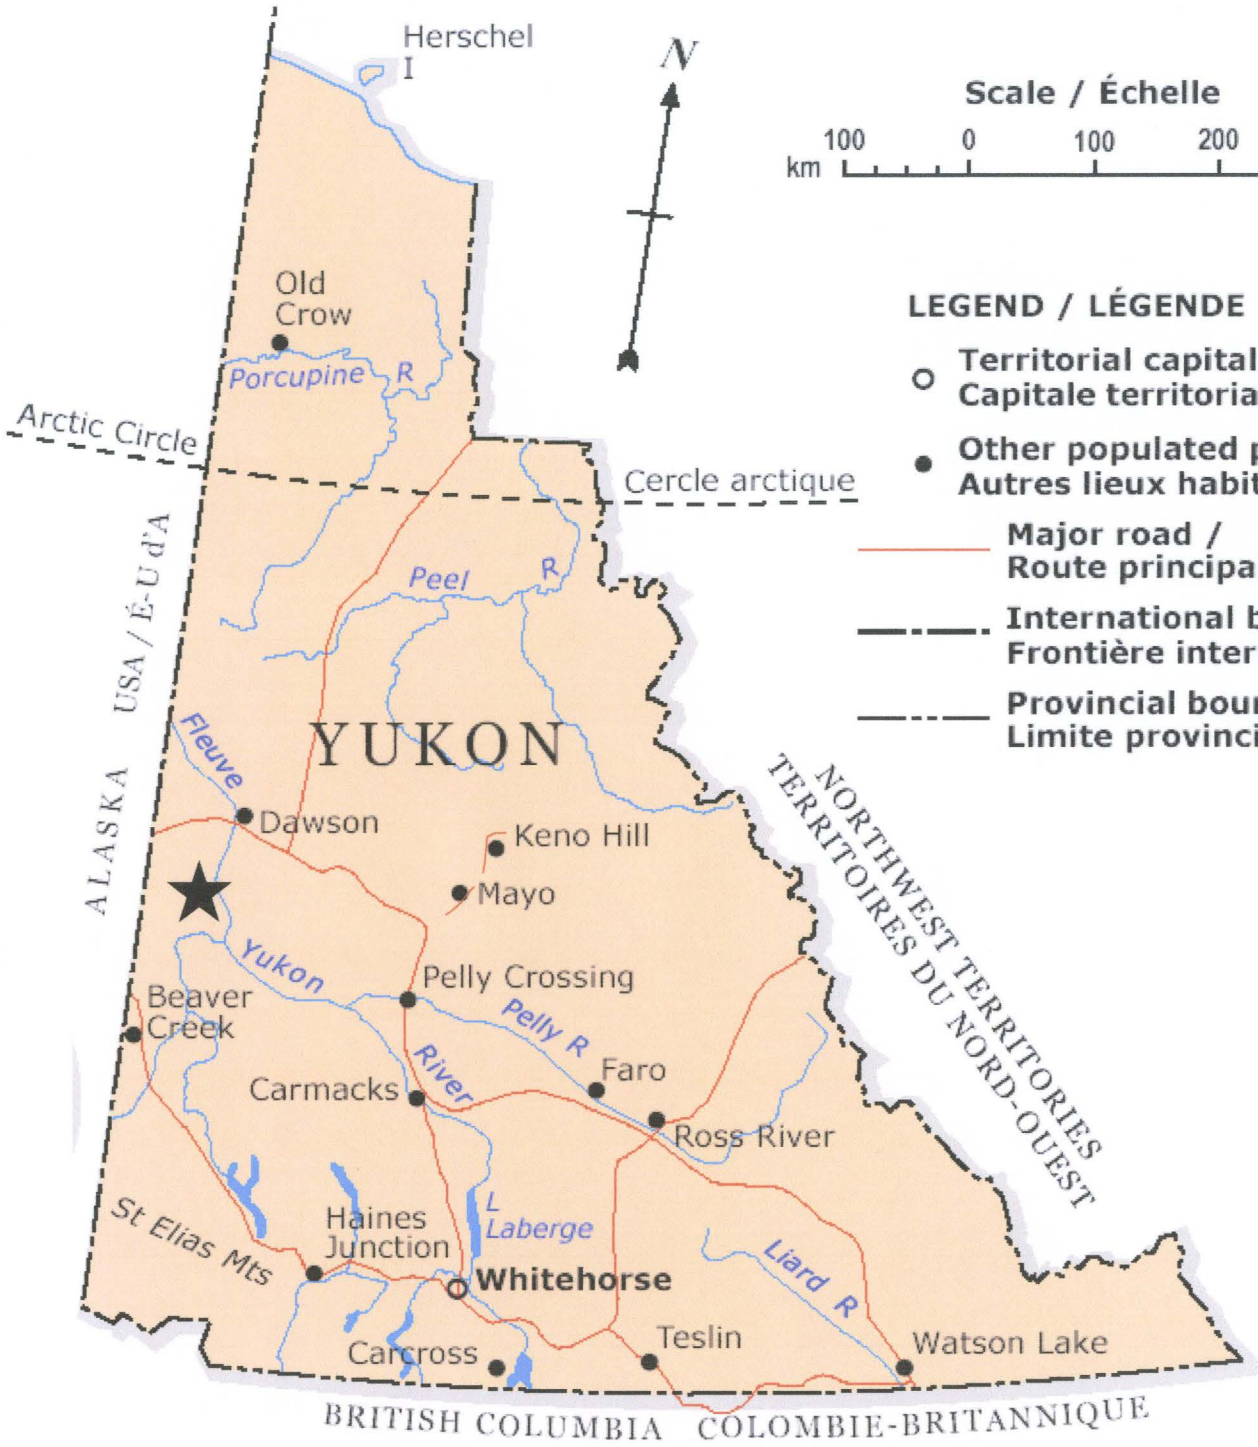 Herschel
I
N
Scale / Échelle
100 0 100 200
km
Old
Crow
Porcupine R
LEGEND / LÉGENDE
Territorial capital
Capitale territoria
Other populated p
Autres lieux habit
Major road /
Route principa
International b
Frontière inter
Provincial bour
Limite provinci
Arctic Circle
Cercle arctique
ALASKA USA / É-U d'A
Peel R
YUKON
Fleuve
Dawson
Keno Hill
Mayo
NORTHWEST TERRITORIES
TERRITOIRES DU NORD-OUEST
Yukon
River
Pelly Crossing
Beaver
Creek
Pelly R
Carmacks
Faro
Ross River
St Elias Mts
Haines
Junction
L
Laberge
Whitehorse
Liard R
Carcross
Teslin
Watson Lake
BRITISH COLUMBIA COLOMBIE-BRITANNIQUE